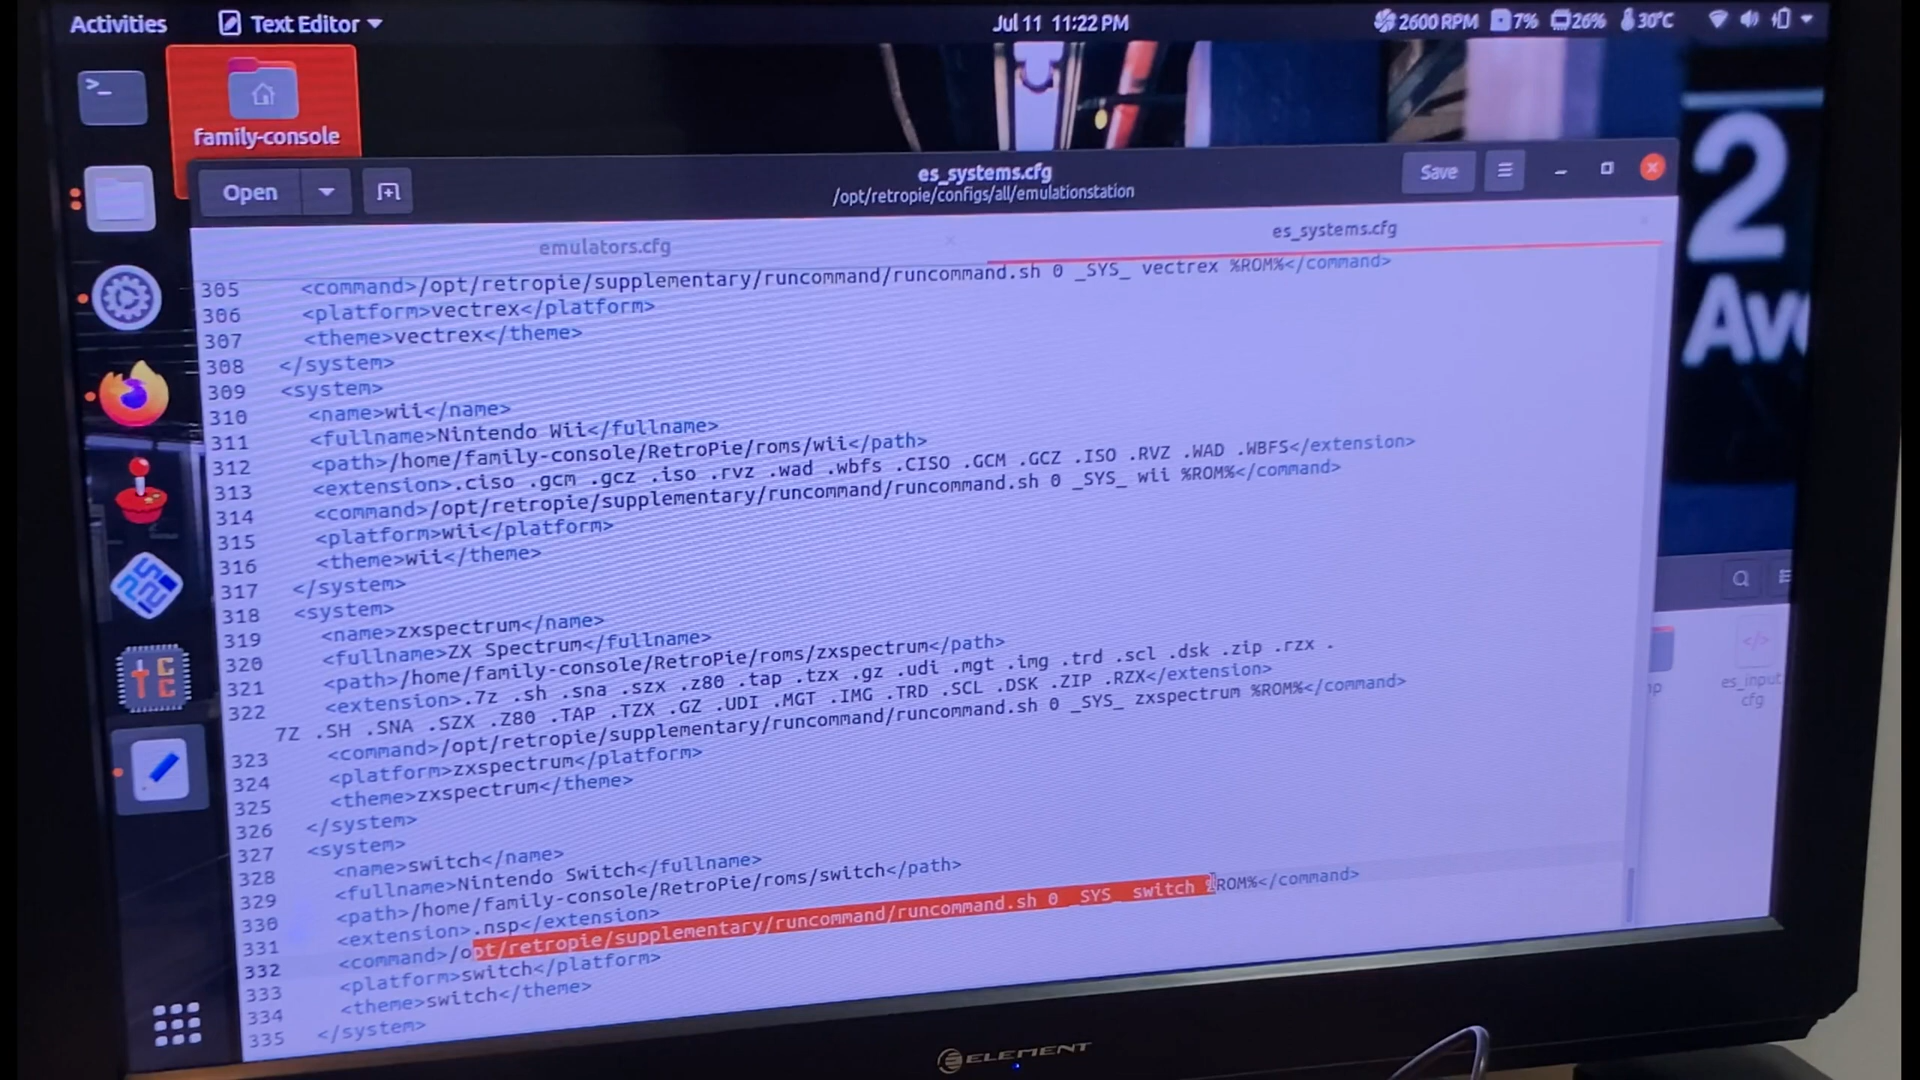 Activities
Text Editor
Jul 11 11:22 PM
2600 RPM
7%
26%
30°C
family-console
Open
es_systems.cfg
/opt/retropie/configs/all/emulationstation
Save
emulators.cfg
es_systems.cfg
305 <command>/opt/retropie/supplementary/runcommand/runcommand.sh 0 _SYS_ vectrex %ROM%</command>
306 <platform>vectrex</platform>
307 <theme>vectrex</theme>
308 </system>
309 <system>
310 <name>wii</name>
311 <fullname>Nintendo Wii</fullname>
312 <path>/home/family-console/RetroPie/roms/wii</path>
313 <extension>.ciso .gcm .gcz .iso .rvz .wad .wbfs .CISO .GCM .GCZ .ISO .RVZ .WAD .WBFS</extension>
314 <command>/opt/retropie/supplementary/runcommand/runcommand.sh 0 _SYS_ wii %ROM%</command>
315 <platform>wii</platform>
316 <theme>wii</theme>
317 </system>
318 <system>
319 <name>zxspectrum</name>
320 <fullname>ZX Spectrum</fullname>
321 <path>/home/family-console/RetroPie/roms/zxspectrum</path>
322 <extension>.7z .sh .sna .szx .z80 .tap .tzx .gz .udi .mgt .img .trd .scl .dsk .zip .rzx .
7Z .SH .SNA .SZX .Z80 .TAP .TZX .GZ .UDI .MGT .IMG .TRD .SCL .DSK .ZIP .RZX</extension>
323 <command>/opt/retropie/supplementary/runcommand/runcommand.sh 0 _SYS_ zxspectrum %ROM%</command>
324 <platform>zxspectrum</platform>
325 <theme>zxspectrum</theme>
326 </system>
327 <system>
328 <name>switch</name>
329 <fullname>Nintendo Switch</fullname>
330 <path>/home/family-console/RetroPie/roms/switch</path>
331 <extension>.nsp</extension>
332 <command>/opt/retropie/supplementary/runcommand/runcommand.sh 0 _SYS_ switch %ROM%</command>
333 <platform>switch</platform>
334 <theme>switch</theme>
335 </system>
2
Av
es_input.
cfg
ELEMENT